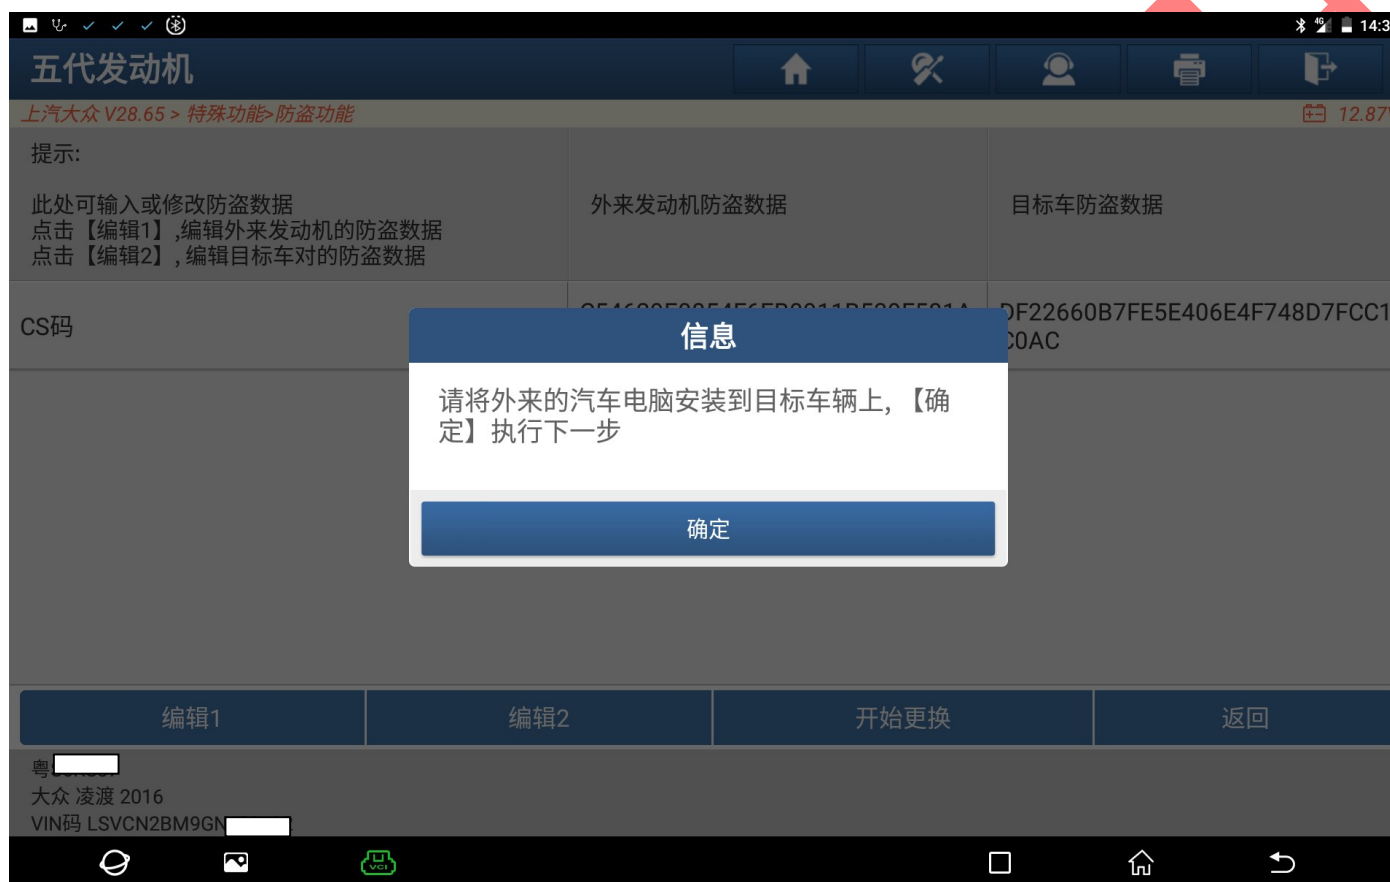 14:3
五代发动机
上汽大众 V28.65 > 特殊功能>防盗功能
12.87
提示:
此处可输入或修改防盗数据
点击【编辑1】,编辑外来发动机的防盗数据
点击【编辑2】, 编辑目标车对的防盗数据
外来发动机防盗数据
目标车防盗数据
CS码
DF22660B7FE5E406E4F748D7FCC1
C0AC
信息
请将外来的汽车电脑安装到目标车辆上, 【确
定】执行下一步
确定
编辑1
编辑2
开始更换
返回
粤
大众 凌渡 2016
VIN码 LSVCN2BM9GN
VCI